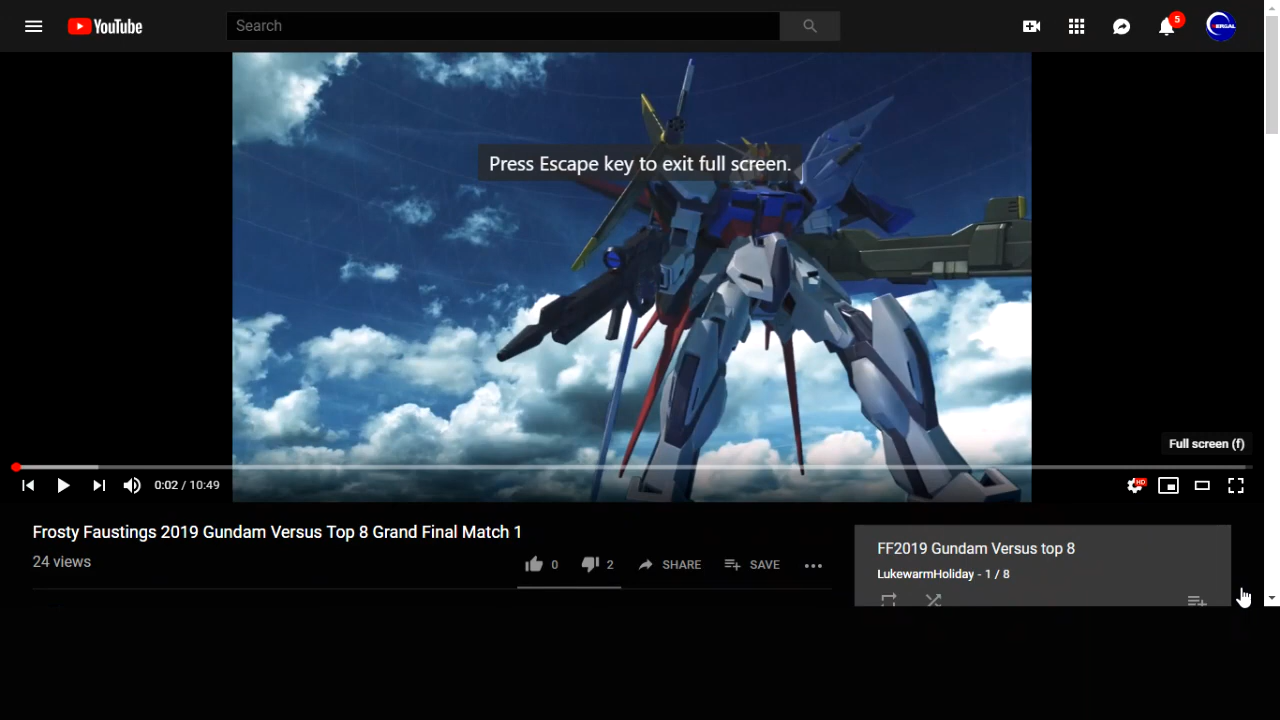 YouTube
Search
5
Press Escape key to exit full screen.
Full screen (f)
0:02 / 10:49
HD
Frosty Faustings 2019 Gundam Versus Top 8 Grand Final Match 1
24 views
0
2
SHARE
SAVE
FF2019 Gundam Versus top 8
LukewarmHoliday - 1 / 8